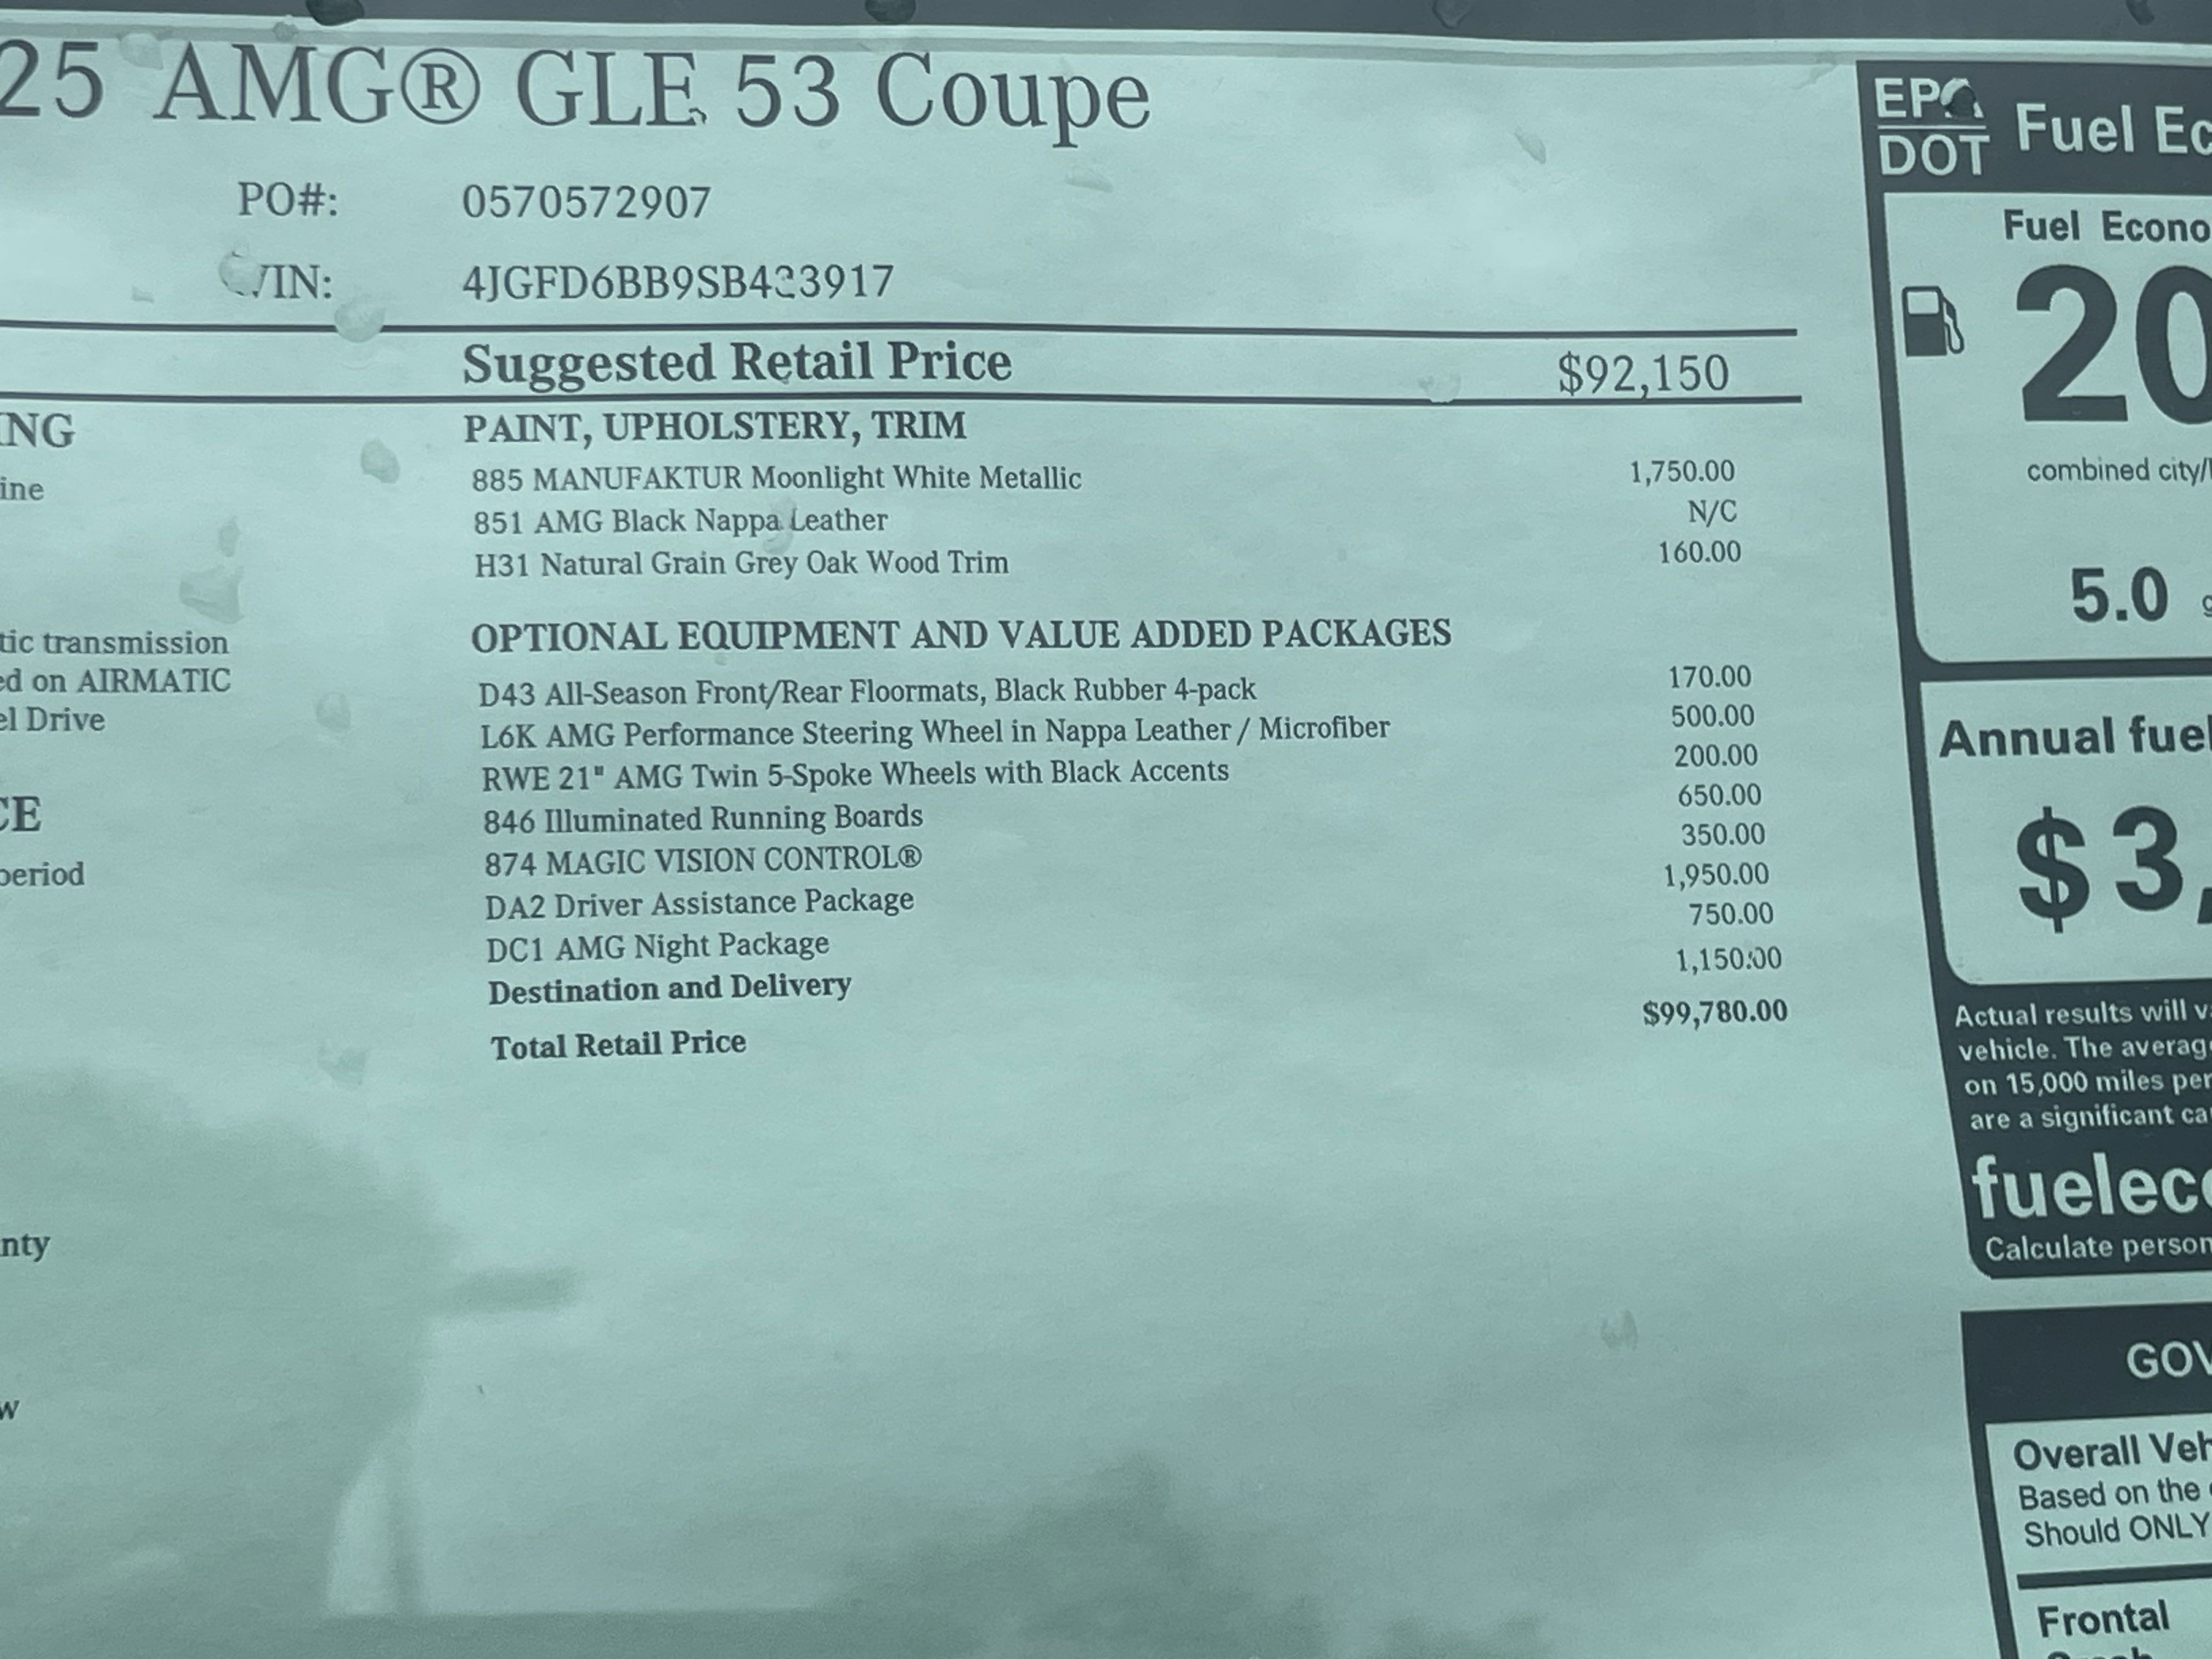 25 AMG® GLE 53 Coupe
PO#: 0570572907
VIN:
Suggested Retail Price $92,150
PAINT, UPHOLSTERY, TRIM
885 MANUFAKTUR Moonlight White Metallic 1,750.00
851 AMG Black Nappa Leather N/C
H31 Natural Grain Grey Oak Wood Trim 160.00
OPTIONAL EQUIPMENT AND VALUE ADDED PACKAGES
D43 All-Season Front/Rear Floormats, Black Rubber 4-pack 170.00
L6K AMG Performance Steering Wheel in Nappa Leather / Microfiber 500.00
RWE 21" AMG Twin 5-Spoke Wheels with Black Accents 200.00
846 Illuminated Running Boards 650.00
874 MAGIC VISION CONTROL® 350.00
DA2 Driver Assistance Package 1,950.00
DC1 AMG Night Package 750.00
Destination and Delivery 1,150.00
Total Retail Price $99,780.00
NG
ine
tic transmission
ed on AIRMATIC
el Drive
CE
period
nty
w
EPA
DOT
Fuel Ec
Fuel Econo
20
combined city/
5.0 g
Annual fuel
$3,
Actual results will v
vehicle. The averag
on 15,000 miles per
are a significant ca
fueleco
Calculate person
GOV
Overall Veh
Based on the
Should ONLY
Frontal